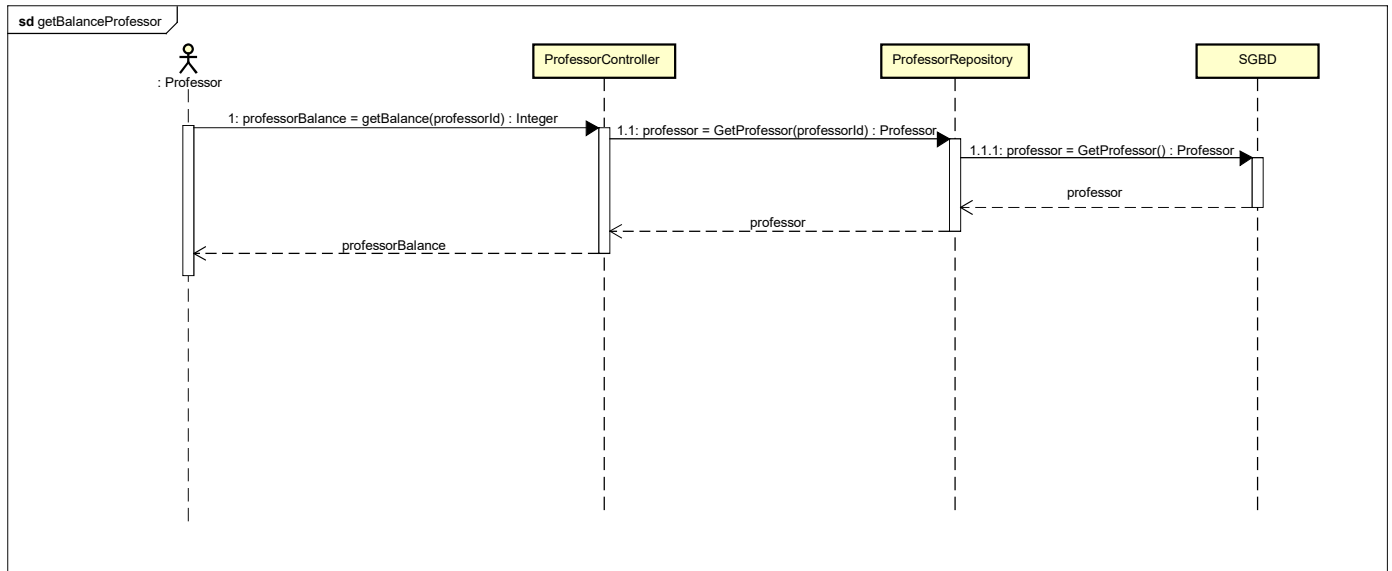 sd getBalanceProfessor
: Professor
ProfessorController
ProfessorRepository
SGBD
1: professorBalance = getBalance(professorId) : Integer
1.1: professor = GetProfessor(professorId) : Professor
1.1.1: professor = GetProfessor() : Professor
professor
professor
professorBalance